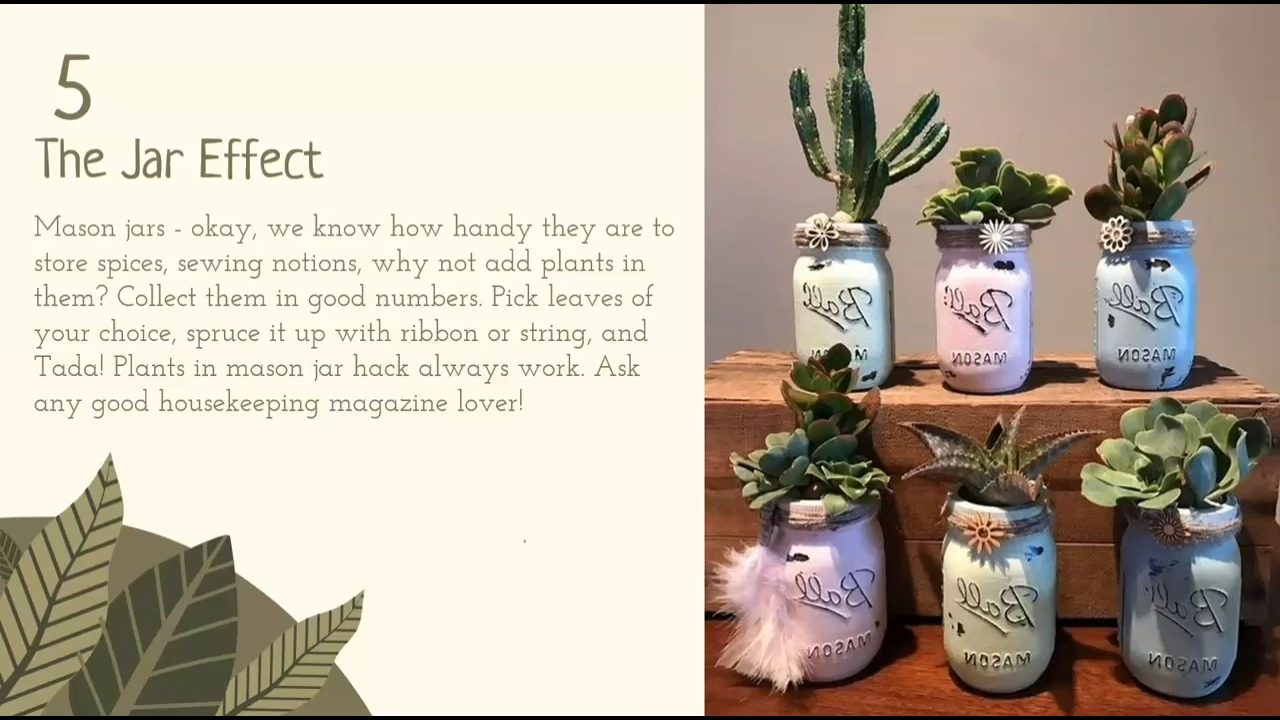 5
The Jar Effect
Mason jars - okay, we know how handy they are to
store spices, sewing notions, why not add plants in
them? Collect them in good numbers. Pick leaves of
your choice, spruce it up with ribbon or string, and
Tada! Plants in mason jar hack always work. Ask
any good housekeeping magazine lover!
Ball
MASON
Ball
MASON
Ball
MASON
Ball
MASON
Ball
MASON
Ball
MASON